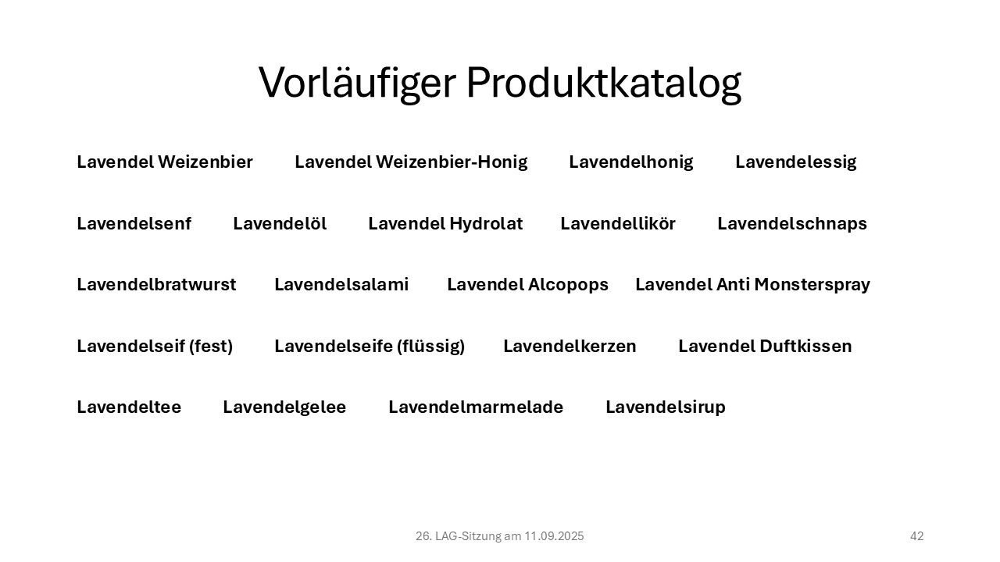 Vorläufiger Produktkatalog
Lavendel Weizenbier Lavendel Weizenbier-Honig Lavendelhonig Lavendelessig
Lavendelsenf Lavendelöl Lavendel Hydrolat Lavendellikör Lavendelschnaps
Lavendelbratwurst Lavendelsalami Lavendel Alcopops Lavendel Anti Monsterspray
Lavendelseif (fest) Lavendelseife (flüssig) Lavendelkerzen Lavendel Duftkissen
Lavendeltee Lavendelgelee Lavendelmarmelade Lavendelsirup
26. LAG-Sitzung am 11.09.2025 42